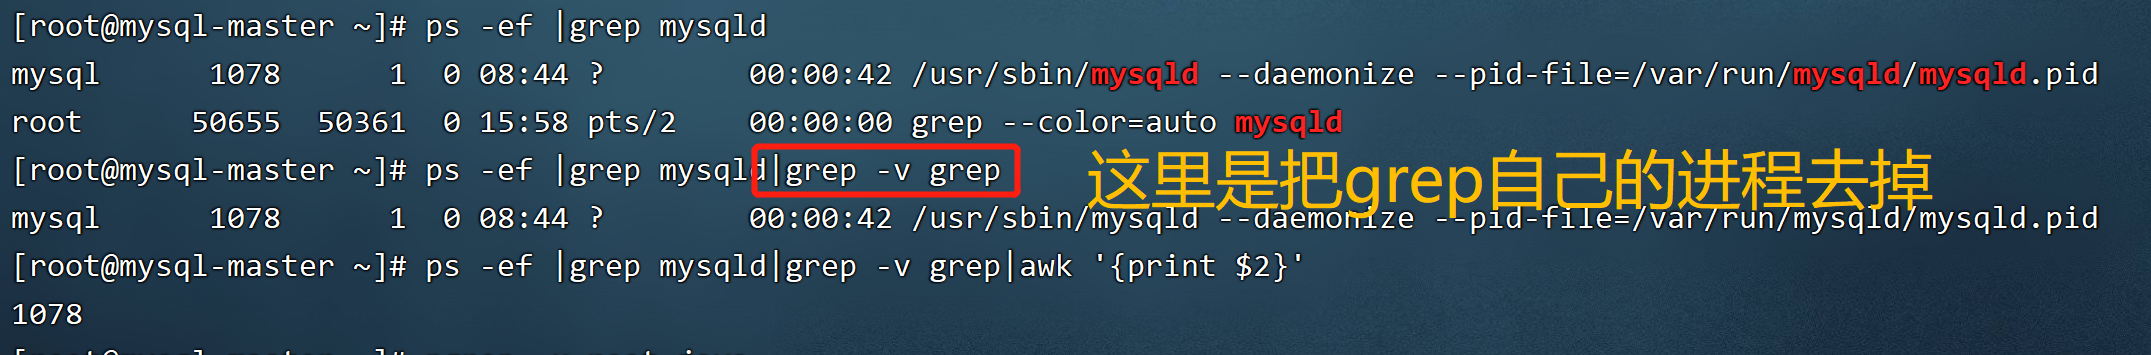 [root@mysql-master ~]# ps -ef |grep mysqld
mysql      1078      1  0 08:44 ?        00:00:42 /usr/sbin/mysqld --daemonize --pid-file=/var/run/mysqld/mysqld.pid
root      50655  50361  0 15:58 pts/2    00:00:00 grep --color=auto mysqld
[root@mysql-master ~]# ps -ef |grep mysqld|grep -v grep
这里是把grep自己的进程去掉
mysql      1078      1  0 08:44 ?        00:00:42 /usr/sbin/mysqld --daemonize --pid-file=/var/run/mysqld/mysqld.pid
[root@mysql-master ~]# ps -ef |grep mysqld|grep -v grep|awk '{print $2}'
1078